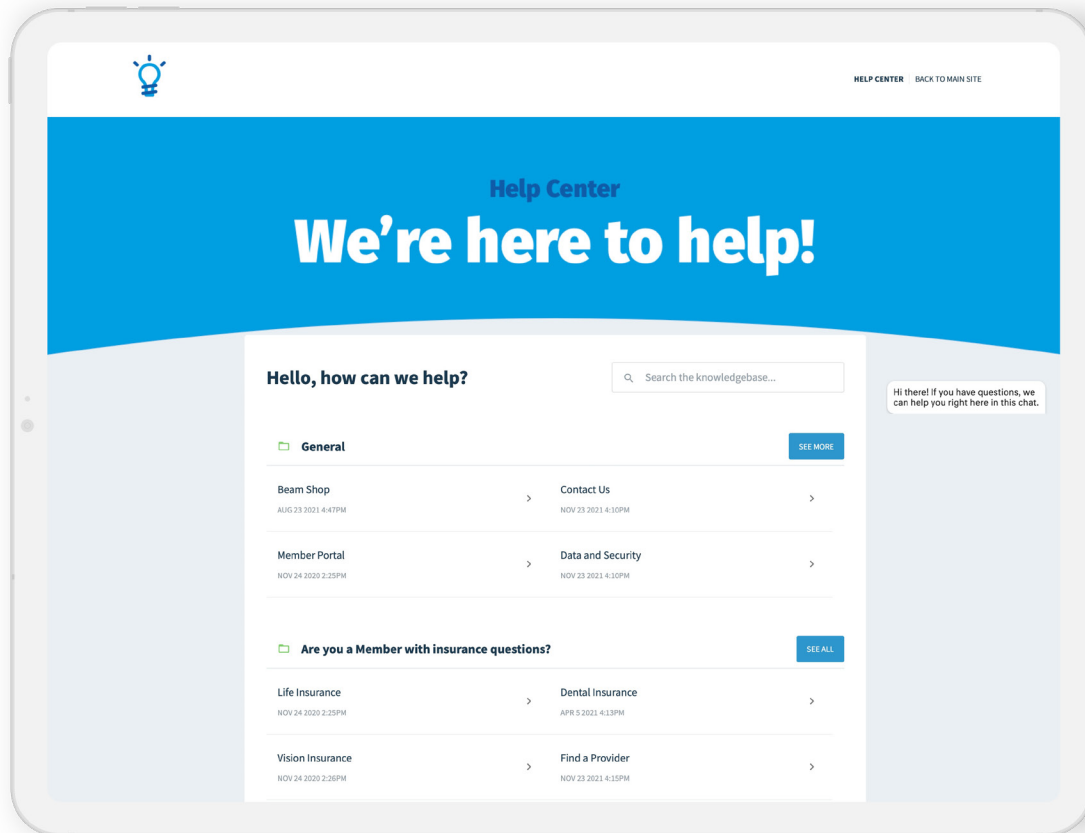 HELP CENTER
BACK TO MAIN SITE
Help Center
We're here to help!
Hello, how can we help?
Search the knowledgebase...
Hi there! If you have questions, we
can help you right here in this chat.
General
SEE MORE
Beam Shop
AUG 23 2021 4:47PM
Contact Us
NOV 23 2021 4:10PM
Member Portal
NOV 24 2020 2:25PM
Data and Security
NOV 23 2021 4:10PM
Are you a Member with insurance questions?
SEE ALL
Life Insurance
NOV 24 2020 2:25PM
Dental Insurance
APR 5 2021 4:13PM
Vision Insurance
NOV 24 2020 2:26PM
Find a Provider
NOV 23 2021 4:15PM